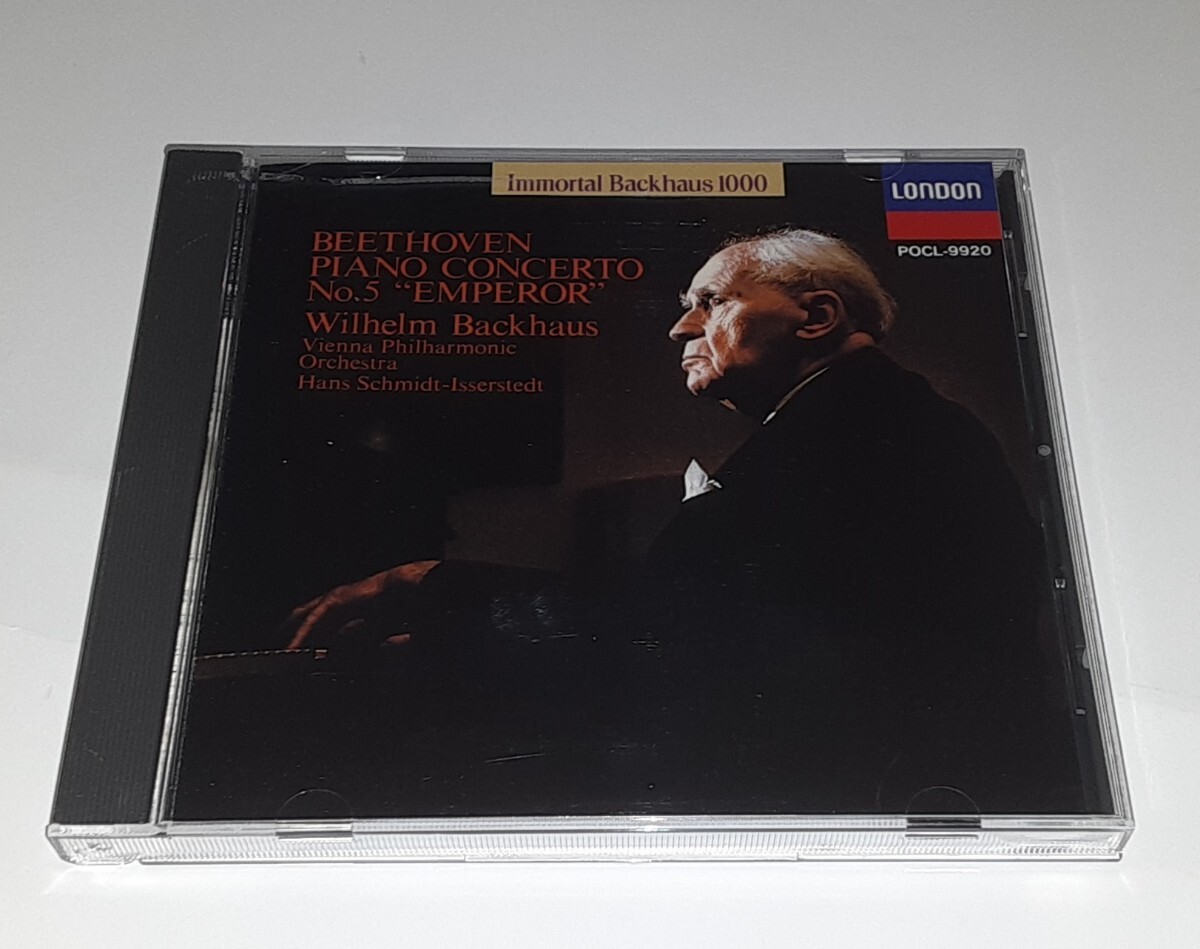 Immortal Backhaus 1000
LONDON
POCL-9920
BEETHOVEN
PIANO CONCERTO
No.5 “EMPEROR”
Wilhelm Backhaus
Vienna Philharmonic
Orchestra
Hans Schmidt-Isserstedt